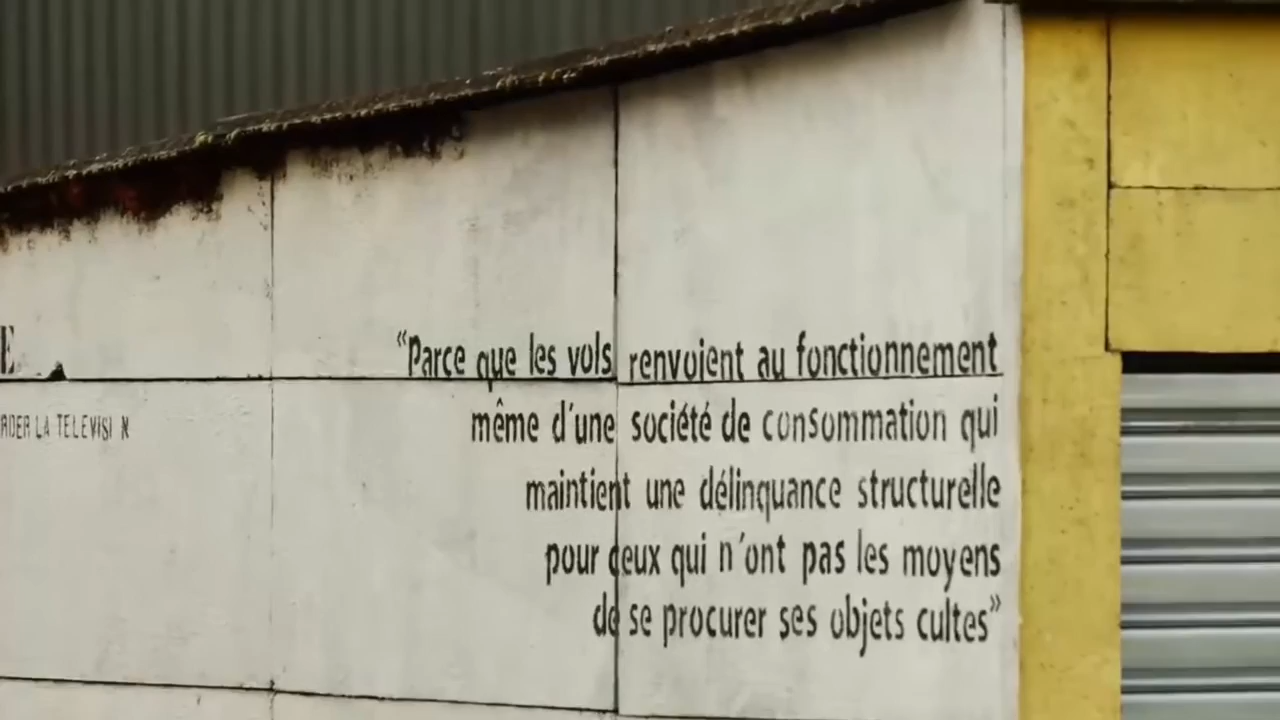 E
RDER LA TELEVISI N
“Parce que les vols renvoient au fonctionnement
même d'une société de consommation qui
maintient une délinquance structurelle
pour ceux qui n'ont pas les moyens
de se procurer ses objets cultes”